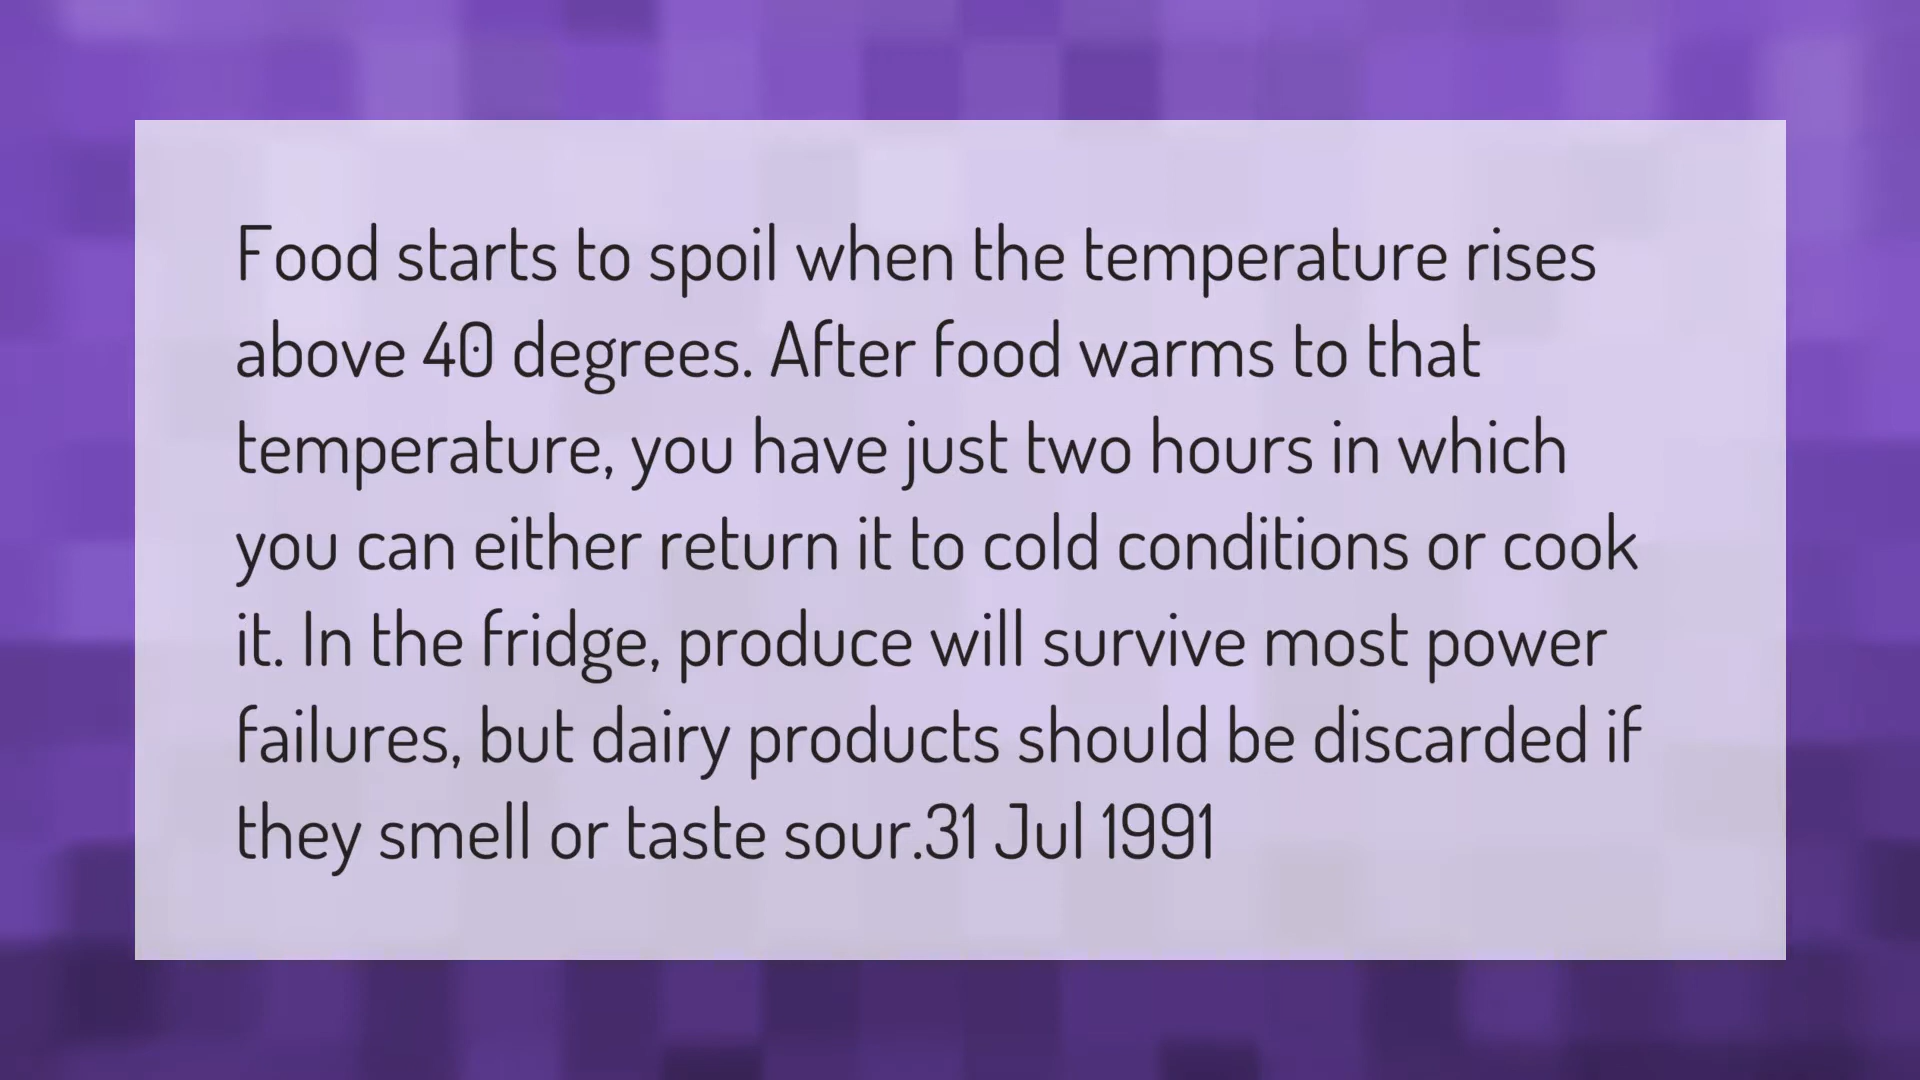 Food starts to spoil when the temperature rises
above 40 degrees. After food warms to that
temperature, you have just two hours in which
you can either return it to cold conditions or cook
it. In the fridge, produce will survive most power
failures, but dairy products should be discarded if
they smell or taste sour.31 Jul 1991